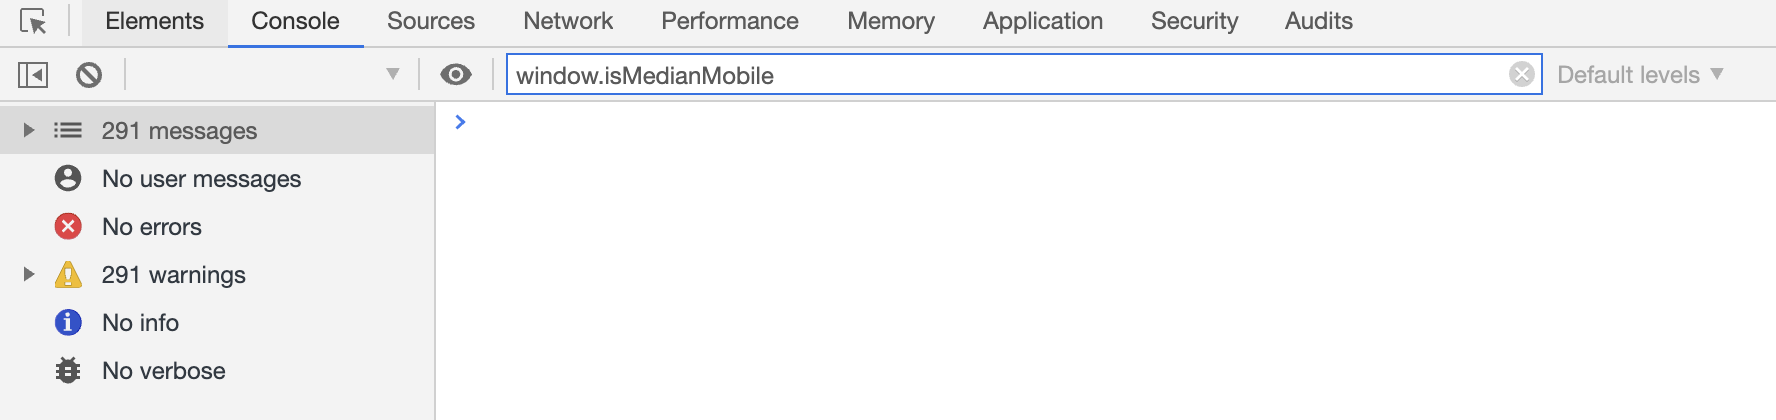 Elements Console Sources Network Performance Memory Application Security Audits
window.isMedianMobile Default levels
291 messages
No user messages
No errors
291 warnings
No info
No verbose